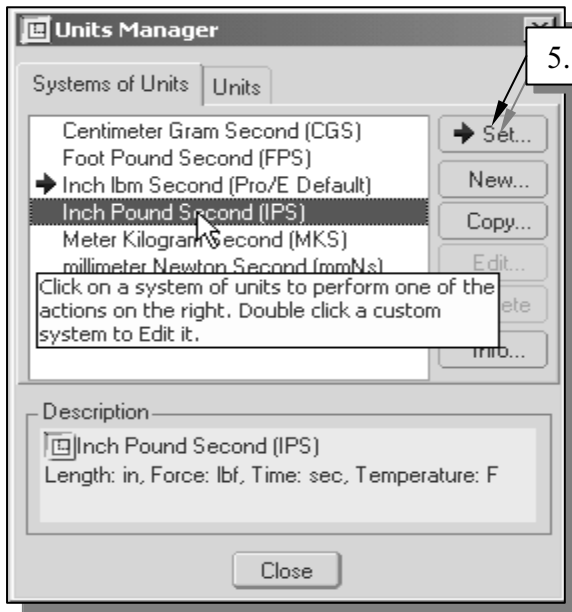 Units Manager
5.
Systems of Units Units
Centimeter Gram Second (CGS)
Foot Pound Second (FPS)
Inch lbm Second (Pro/E Default)
Inch Pound Second (IPS)
Meter Kilogram Second (MKS)
millimeter Newton Second (mmNs)
Click on a system of units to perform one of the
actions on the right. Double click a custom
system to Edit it.
Set...
New...
Copy...
Edit...
Info...
Description
Inch Pound Second (IPS)
Length: in, Force: lbf, Time: sec, Temperature: F
Close